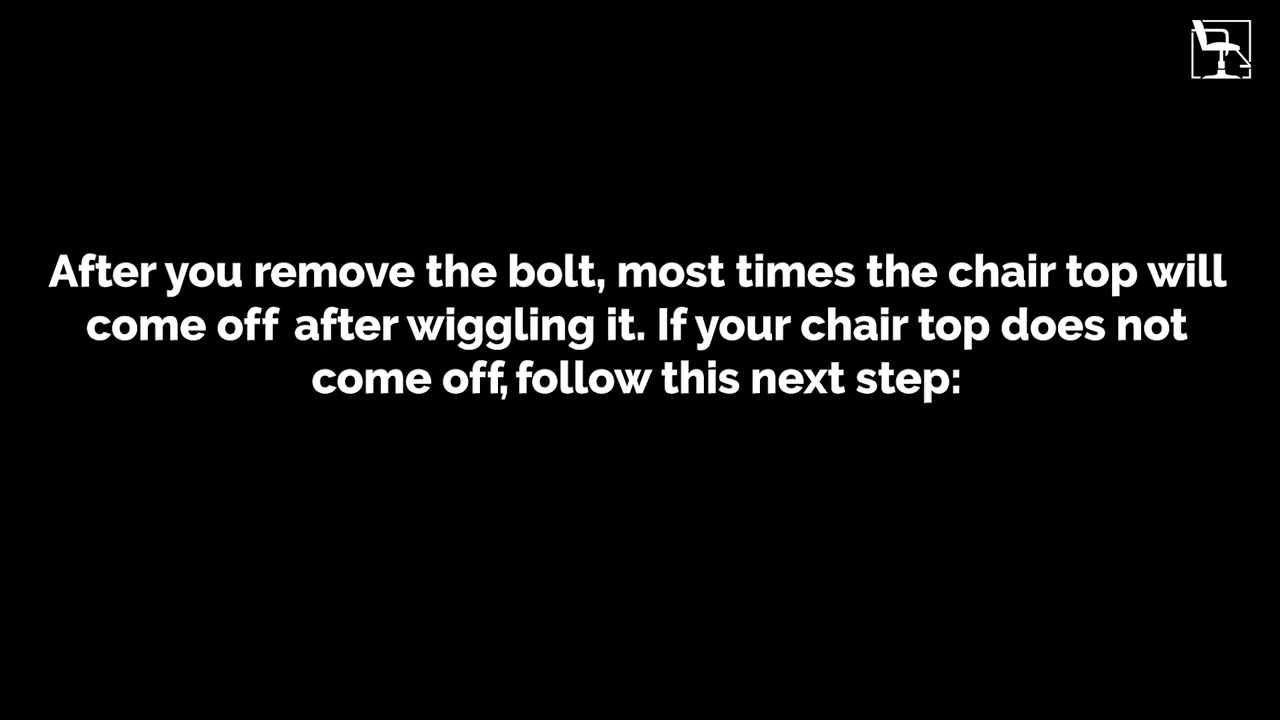 After you remove the bolt, most times the chair top will
come off after wiggling it. If your chair top does not
come off, follow this next step: